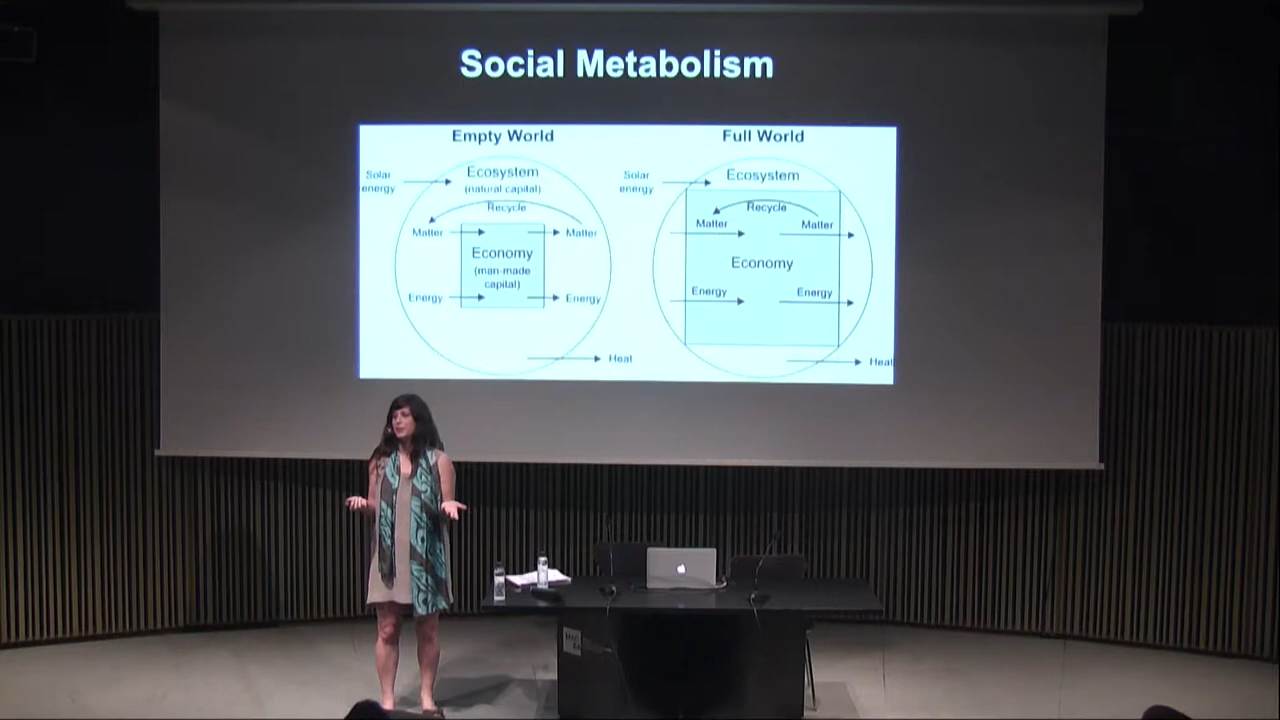 Social Metabolism
Empty World
Solar
energy
Ecosystem
(natural capital)
Recycle
Matter
Matter
Economy
(man-made
capital)
Energy
Energy
Heat
Full World
Solar
energy
Ecosystem
Recycle
Matter
Matter
Economy
Energy
Energy
Heat